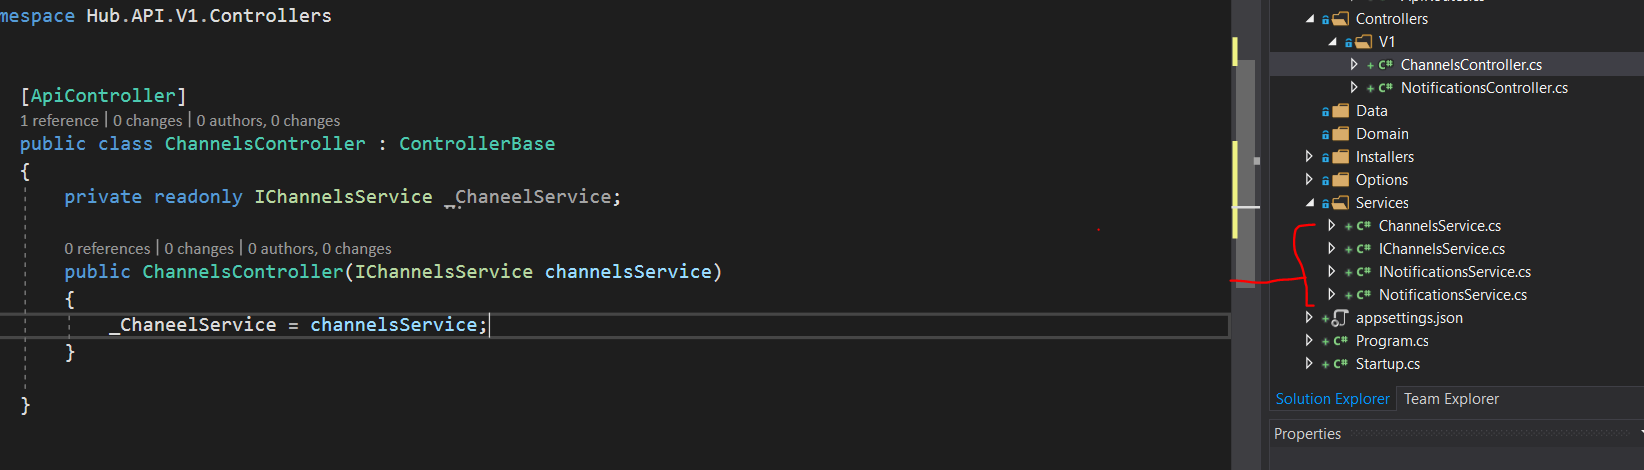 mespace Hub.API.V1.Controllers
[ApiController]
1 reference | 0 changes | 0 authors, 0 changes
public class ChannelsController : ControllerBase
{
private readonly IChannelsService _ChaneelService;
0 references | 0 changes | 0 authors, 0 changes
public ChannelsController(IChannelsService channelsService)
{
_ChaneelService = channelsService;
}
}
Controllers
V1
C# ChannelsController.cs
C# NotificationsController.cs
Data
Domain
Installers
Options
Services
C# ChannelsService.cs
C# IChannelsService.cs
C# INotificationsService.cs
C# NotificationsService.cs
appsettings.json
C# Program.cs
C# Startup.cs
Solution Explorer Team Explorer
Properties